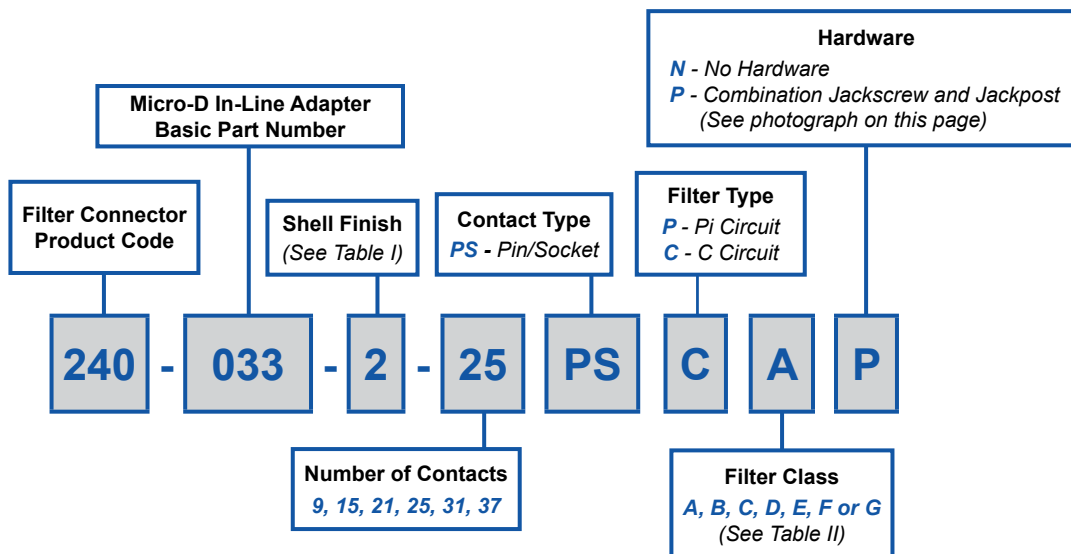 Hardware
N - No Hardware
P - Combination Jackscrew and Jackpost
(See photograph on this page)
Micro-D In-Line Adapter
Basic Part Number
Filter Connector
Product Code
Shell Finish
(See Table I)
Contact Type
PS - Pin/Socket
Filter Type
P - Pi Circuit
C - C Circuit
240 - 033 - 2 - 25 PS C A P
Number of Contacts
9, 15, 21, 25, 31, 37
Filter Class
A, B, C, D, E, F or G
(See Table II)